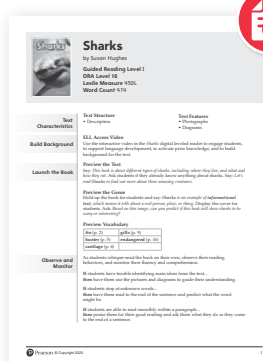 Sharks
Sharks
by Susan Hughes
Guided Reading Level I
DRA Level 16
Lexile Measure 450L
Word Count 474
Text Characteristics
Text Structure
• Description
Text Features
• Photographs
• Diagrams
Build Background
ELL Access Video
Use the interactive video in the Sharks digital leveled reader to engage students,
to support language development, to activate prior knowledge, and to build
background for the text.
Launch the Book
Preview the Text
Say: This book is about different types of sharks, including where they live, and what and
how they eat. Ask students if they already know anything about sharks. Say: Let's
read Sharks to find out more about these amazing creatures.
Preview the Genre
Hold up the book for students and say: Sharks is an example of informational
text, which means it tells about a real person, place, or thing. Display the cover for
students. Ask: Based on this image, can you predict if this book will show sharks to be
scary or interesting?
Preview Vocabulary
fin (p. 2)
gills (p. 9)
hunter (p. 3)
endangered (p. 16)
cartilage (p. 6)
Observe and Monitor
As students whisper-read the book on their own, observe their reading
behaviors, and monitor their fluency and comprehension.
If students have trouble identifying main ideas from the text...
then have them use the pictures and diagrams to guide their understanding.
If students stop at unknown words...
then have them read to the end of the sentence and predict what the word
might be.
If students are able to read smoothly within a paragraph...
then praise them for their good reading and ask them what they do as they come
to the end of a sentence.
Pearson © Copyright 2020
1